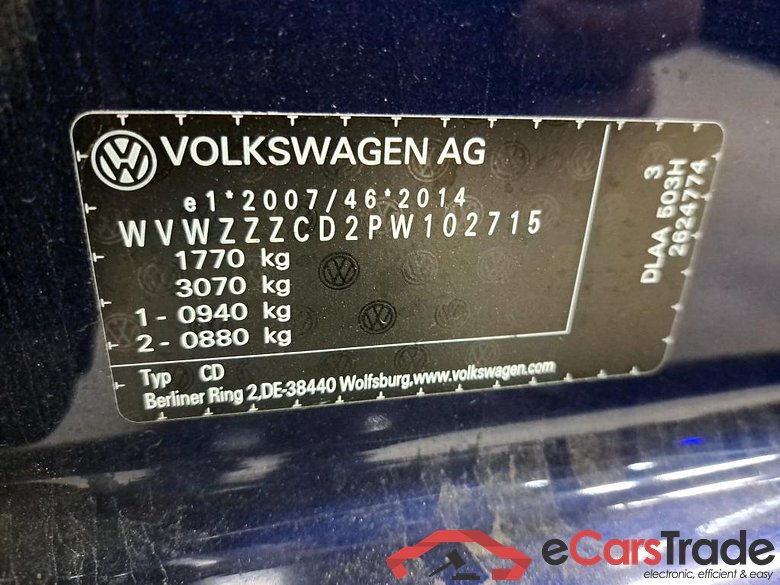 VOLKSWAGEN AG
e1*2007/46*2014
WVWZZZCD2PW102715
1770 kg
3070 kg
1 - 0940 kg
2 - 0880 kg
Typ CD
Berliner Ring 2,DE-38440 Wolfsburg,www.volkswagen.com
3
DLAA 503H
2624774
eCarsTrade
electronic, efficient & easy